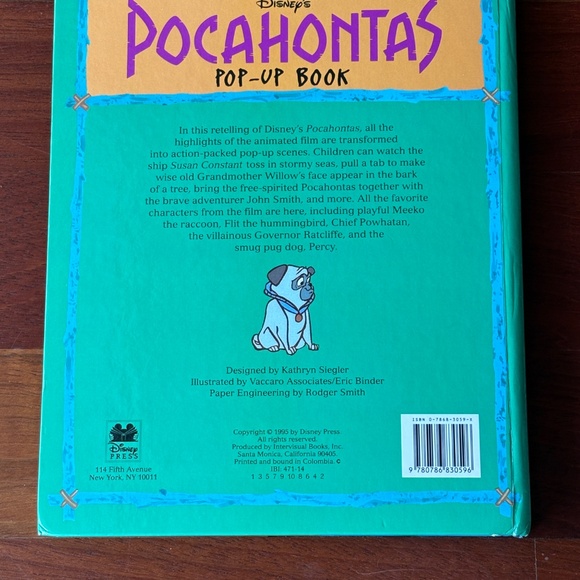 Disney's
POCAHONTAS
POP-UP BOOK
In this retelling of Disney's Pocahontas, all the
highlights of the animated film are transformed
into action-packed pop-up scenes. Children can watch the
ship Susan Constant toss in stormy seas, pull a tab to make
wise old Grandmother Willow's face appear in the bark
of a tree, bring the free-spirited Pocahontas together with
the brave adventurer John Smith, and more. All the favorite
characters from the film are here, including playful Meeko
the raccoon, Flit the hummingbird, Chief Powhatan,
the villainous Governor Ratcliffe, and the
smug pug dog, Percy.
Designed by Kathryn Siegler
Illustrated by Vaccaro Associates/Eric Binder
Paper Engineering by Rodger Smith
Disney
PRESS
114 Fifth Avenue
New York, NY 10011
Copyright © 1995 by Disney Press.
All rights reserved.
Produced by Intervisual Books, Inc.
Santa Monica, California 90405.
Printed and bound in Colombia. ©
IBI. 471-14
1 3 5 7 9 10 8 6 4 2
ISBN 0-7868-3059-6
9 780786 830596